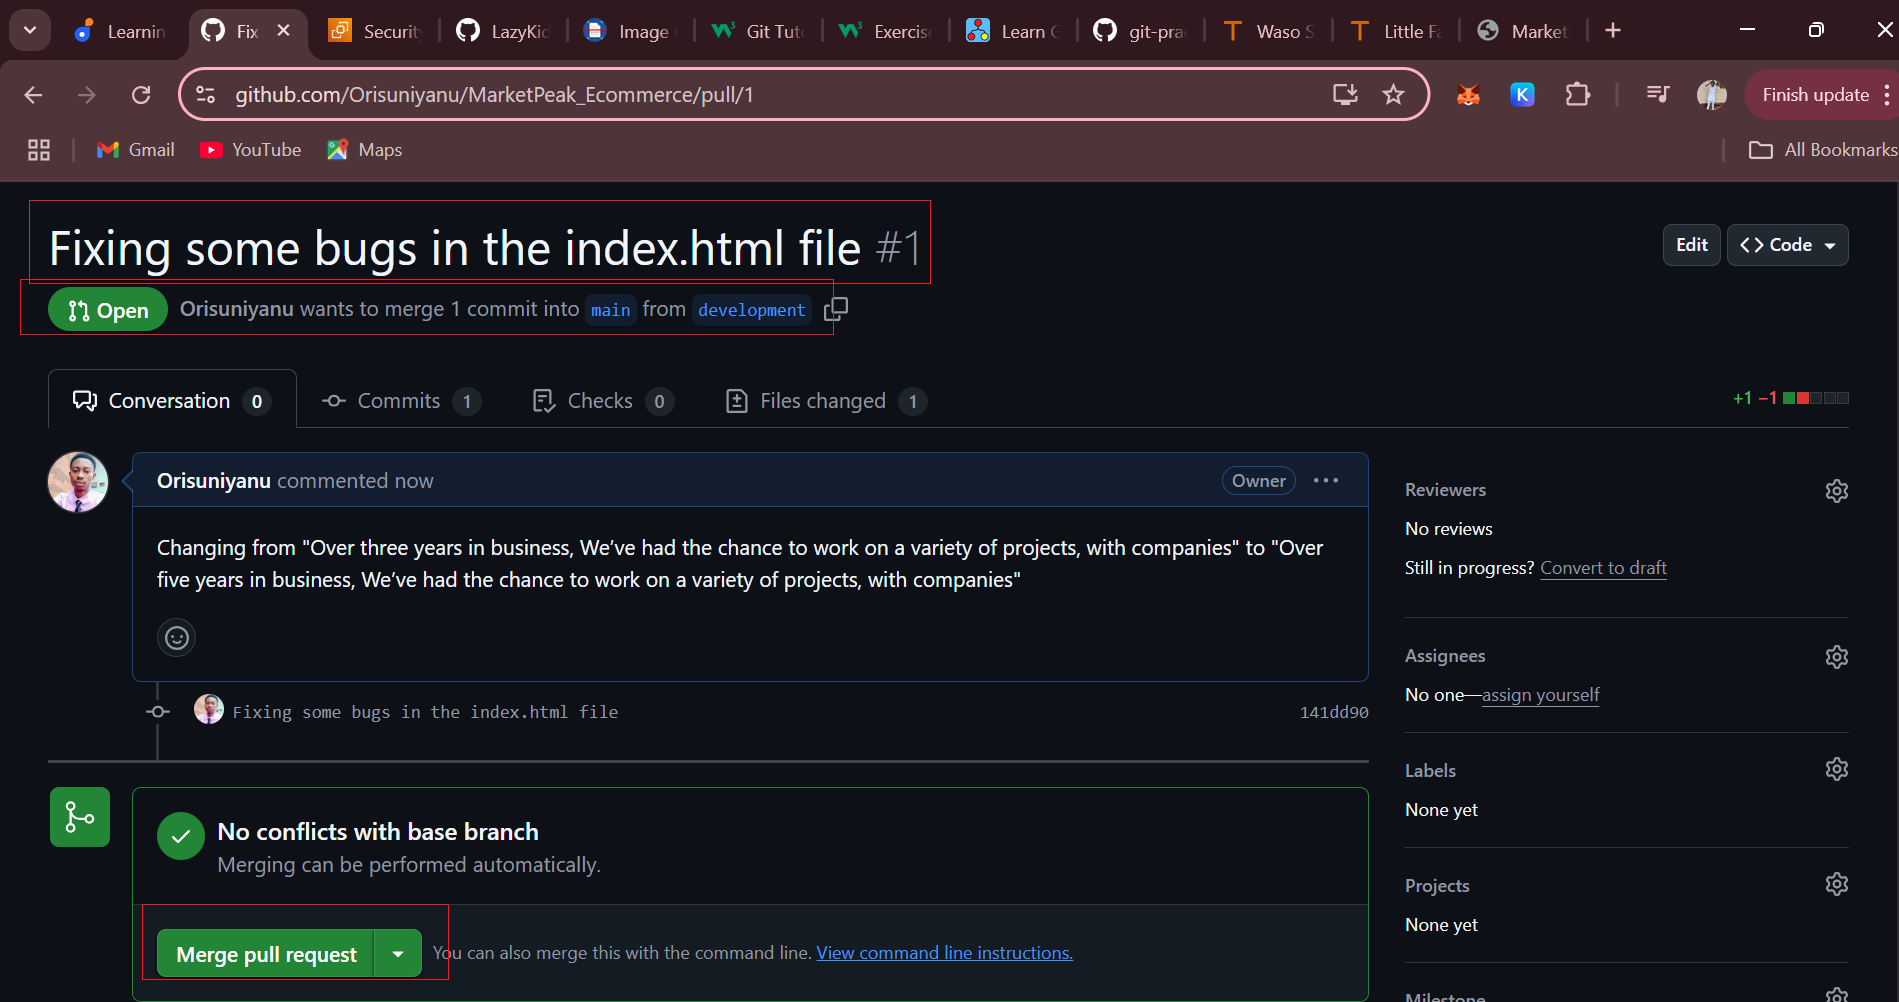 Learnin
Fix
Securit
LazyKid
Image
Git Tut
Exercis
Learn G
git-pra
Waso S
Little Fa
Market
github.com/Orisuniyanu/MarketPeak_Ecommerce/pull/1
Finish update
Gmail
YouTube
Maps
All Bookmarks
Fixing some bugs in the index.html file #1
Edit
Code
Open
Orisuniyanu wants to merge 1 commit into main from development
Conversation 0
Commits 1
Checks 0
Files changed 1
+1 −1
Orisuniyanu commented now
Owner
Changing from "Over three years in business, We’ve had the chance to work on a variety of projects, with companies" to "Over
five years in business, We’ve had the chance to work on a variety of projects, with companies"
Fixing some bugs in the index.html file
141dd90
No conflicts with base branch
Merging can be performed automatically.
Merge pull request
You can also merge this with the command line. View command line instructions.
Reviewers
No reviews
Still in progress? Convert to draft
Assignees
No one—assign yourself
Labels
None yet
Projects
None yet
Milestone